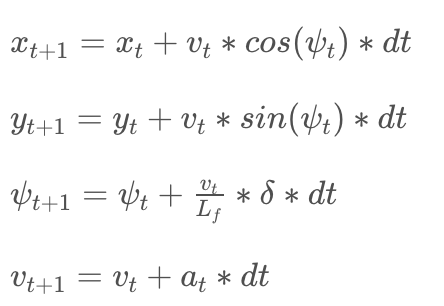 x_{t+1} = x_t + v_t * cos(ψ_t) * dt
y_{t+1} = y_t + v_t * sin(ψ_t) * dt
ψ_{t+1} = ψ_t + \frac{v_t}{L_f} * δ * dt
v_{t+1} = v_t + a_t * dt